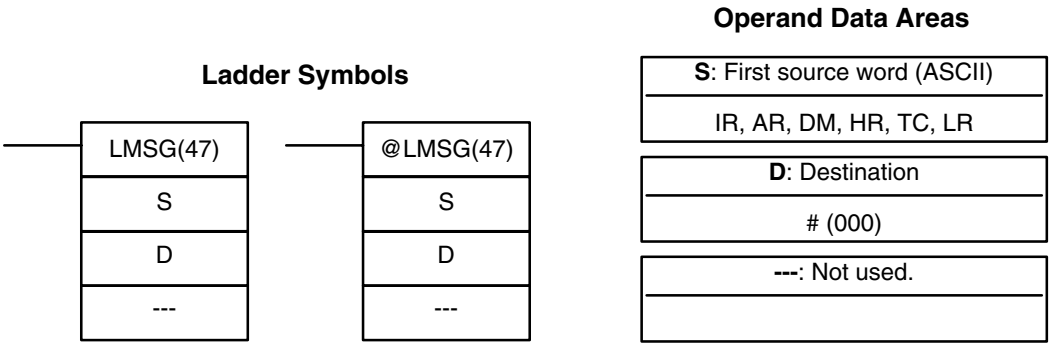 Ladder Symbols
LMSG(47)
S
D
---
@LMSG(47)
S
D
---
Operand Data Areas
S: First source word (ASCII)
IR, AR, DM, HR, TC, LR
D: Destination
# (000)
---: Not used.